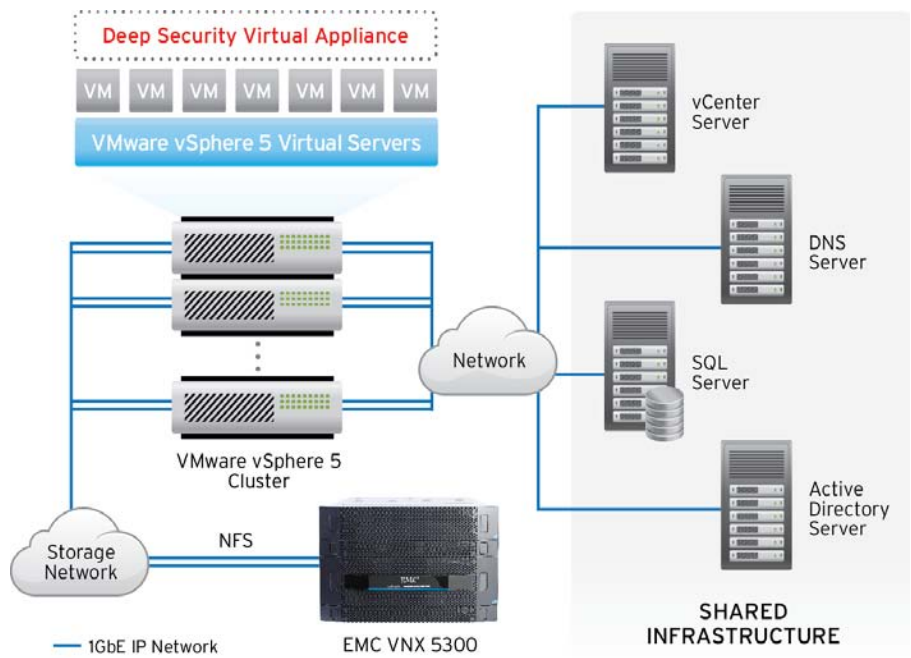 Deep Security Virtual Appliance
VM VM VM VM VM VM VM
VMware vSphere 5 Virtual Servers
vCenter
Server
DNS
Server
Network
SQL
Server
VMware vSphere 5
Cluster
Active
Directory
Server
Storage
Network
NFS
EMC²
EMC VNX 5300
1GbE IP Network
SHARED
INFRASTRUCTURE